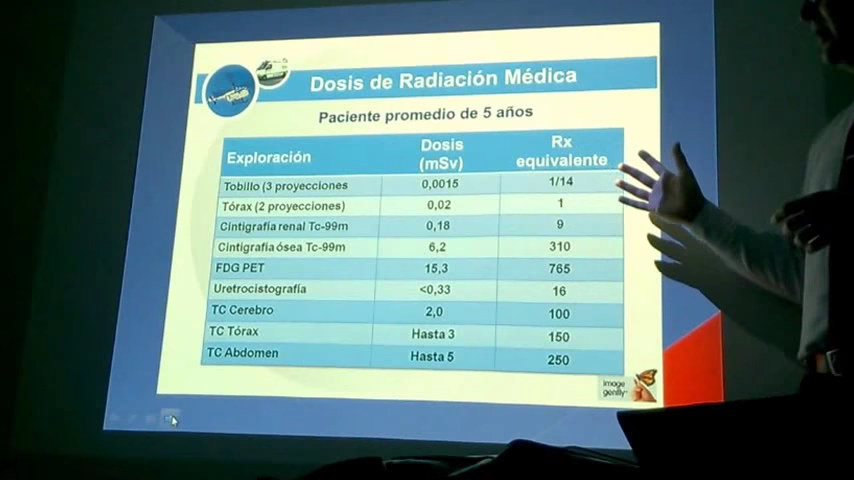 Dosis de Radiación Médica
Paciente promedio de 5 años
Exploración Dosis (mSv) Rx equivalente
Tobillo (3 proyecciones 0,0015 1/14
Tórax (2 proyecciones) 0,02 1
Cintigrafía renal Tc-99m 0,18 9
Cintigrafía ósea Tc-99m 6,2 310
FDG PET 15,3 765
Uretrocistografía <0,33 16
TC Cerebro 2,0 100
TC Tórax Hasta 3 150
TC Abdomen Hasta 5 250
image
gently